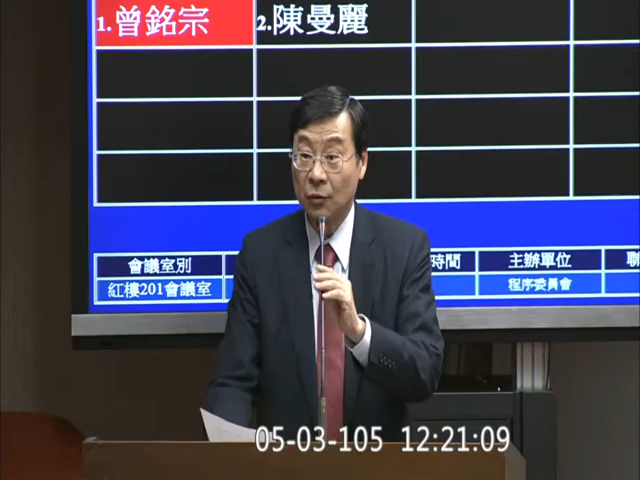 1.曾銘宗 2.陳曼麗
會議室別 時間 主辦單位 聯
紅樓201會議室 程序委員會
05-03-105 12:21:09